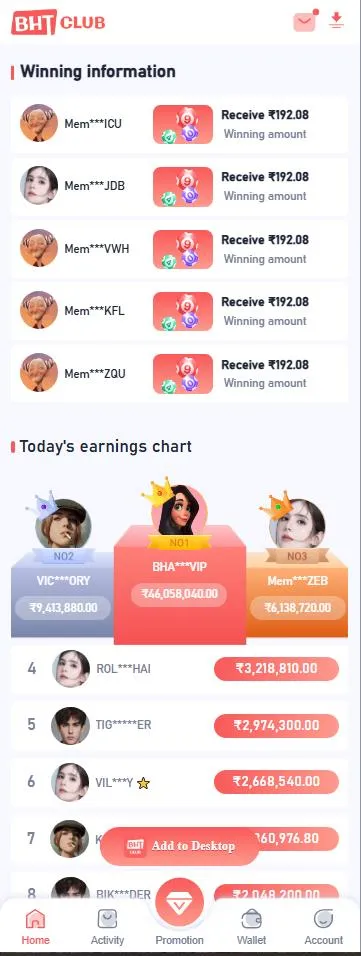 BHT CLUB
Winning information
Mem***ICU
Receive ₹192.08
Winning amount
Mem***JDB
Receive ₹192.08
Winning amount
Mem***VWH
Receive ₹192.08
Winning amount
Mem***KFL
Receive ₹192.08
Winning amount
Mem***ZQU
Receive ₹192.08
Winning amount
Today's earnings chart
NO2
VIC***ORY
₹9,413,880.00
NO1
BHA***VIP
₹46,058,040.00
NO3
Mem***ZEB
₹6,138,720.00
4 ROL***HAI ₹3,218,810.00
5 TIG*****ER ₹2,974,300.00
6 VIL***Y ₹2,668,540.00
7 K 360,976.80
BHT CLUB Add to Desktop
8 BIK***DER ₹2,048,200.00
Home Activity Promotion Wallet Account